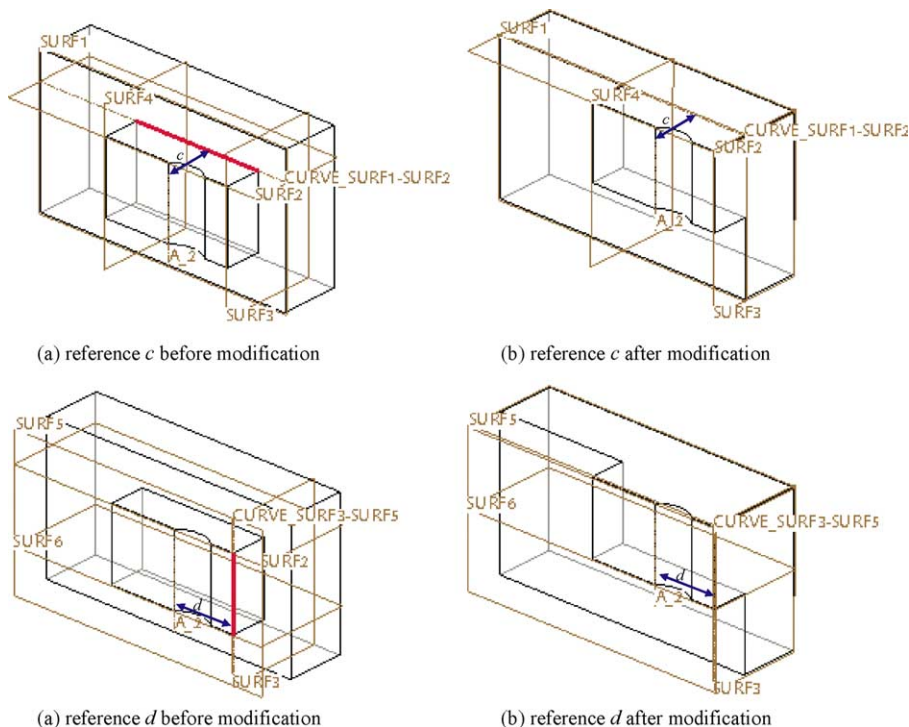 SURF1
SURF4
c
CURVE_SURF1-SURF2
SURF2
A_2
SURF3
(a) reference c before modification
SURF1
SURF4
c
CURVE_SURF1-SURF2
SURF2
A_2
SURF3
(b) reference c after modification
SURF5
CURVE_SURF3-SURF5
SURF6
SURF2
d
A_2
SURF3
(a) reference d before modification
SURF5
CURVE_SURF3-SURF5
SURF6
d
A_2
SURF3
(b) reference d after modification